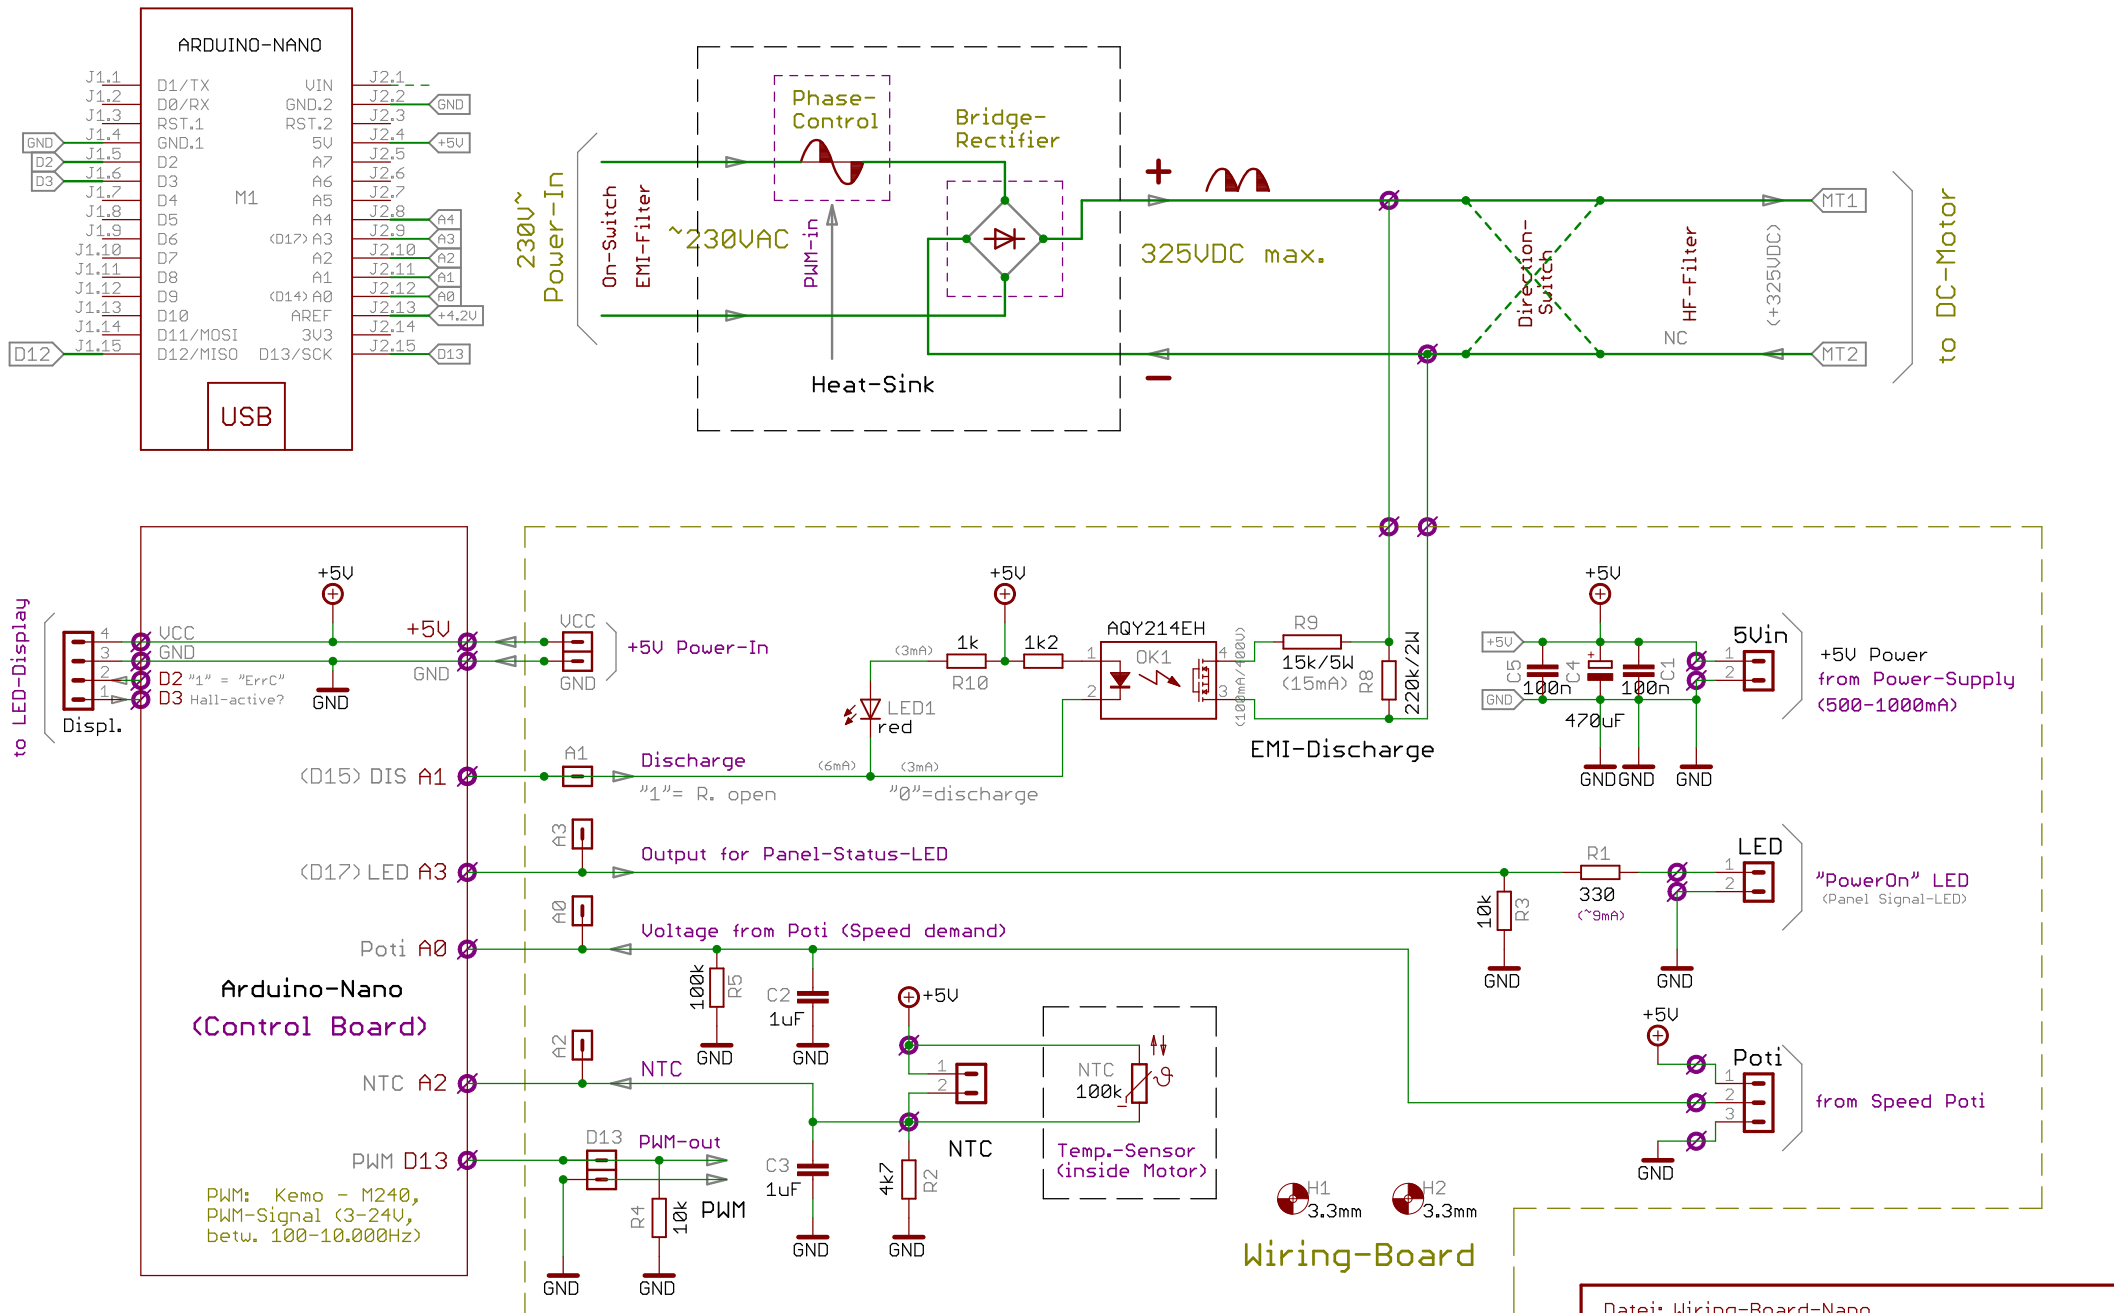 ARDUINO-NANO
J1.1 D1/TX VIN J2.1
J1.2 D0/RX GND.2 J2.2 GND
J1.3 RST.1 RST.2 J2.3
GND J1.4 GND.1 5V J2.4 +5V
D2 J1.5 D2 A7 J2.5
D3 J1.6 D3 A6 J2.6
J1.7 D4 A5 J2.7
M1
J1.8 D5 A4 J2.8 A4
J1.9 D6 (D17) A3 J2.9 A3
J1.10 D7 A2 J2.10 A2
J1.11 D8 A1 J2.11 A1
J1.12 D9 (D14) A0 J2.12 A0
J1.13 D10 AREF J2.13 +4.2V
J1.14 D11/MOSI 3V3 J2.14
D12 J1.15 D12/MISO D13/SCK J2.15 D13
USB
230V~
Power-In
On-Switch
EMI-Filter
~230VAC
Phase-
Control
PWM-in
Bridge-
Rectifier
Heat-Sink
+
325VDC max.
−
Direction-
Switch
HF-Filter
NC
(+325VDC)
MT1
MT2
to DC-Motor
to LED-Display
4
3
2
1
Displ.
VCC
GND
D2 "1" = "ErrC"
D3 Hall-active?
+5V
GND
+5V
GND
VCC
GND
+5V Power-In
(D15) DIS A1
(D17) LED A3
Poti A0
Arduino-Nano
(Control Board)
NTC A2
PWM D13
PWM: Kemo - M240,
PWM-Signal (3-24V,
betw. 100-10.000Hz)
A1
Discharge
"1"= R. open
(6mA)
(3mA)
"0"=discharge
(3mA)
LED1
red
1k
R10
+5V
1k2
AQY214EH
OK1
1
2
4
3
(100mA/400V)
R9
15k/5W
(15mA)
R8
220k/2W
EMI-Discharge
+5V
+5V
GND
C5
100n
C4
+
470uF
C1
100n
GND
GND
GND
5Vin
1
2
+5V Power
from Power-Supply
(500-1000mA)
A3
Output for Panel-Status-LED
10k
R3
GND
R1
330
(~9mA)
GND
LED
1
2
"PowerOn" LED
(Panel Signal-LED)
A0
Voltage from Poti (Speed demand)
100k
R5
GND
C2
1uF
GND
+5V
Poti
1
2
3
GND
from Speed Poti
A2
NTC
+5V
1
2
NTC
C3
1uF
GND
4k7
R2
GND
NTC
100k
Temp.-Sensor
(inside Motor)
D13
PWM-out
PWM
R4
10k
GND
GND
H1
3.3mm
H2
3.3mm
Wiring-Board
Datei: Wiring-Board-Nano